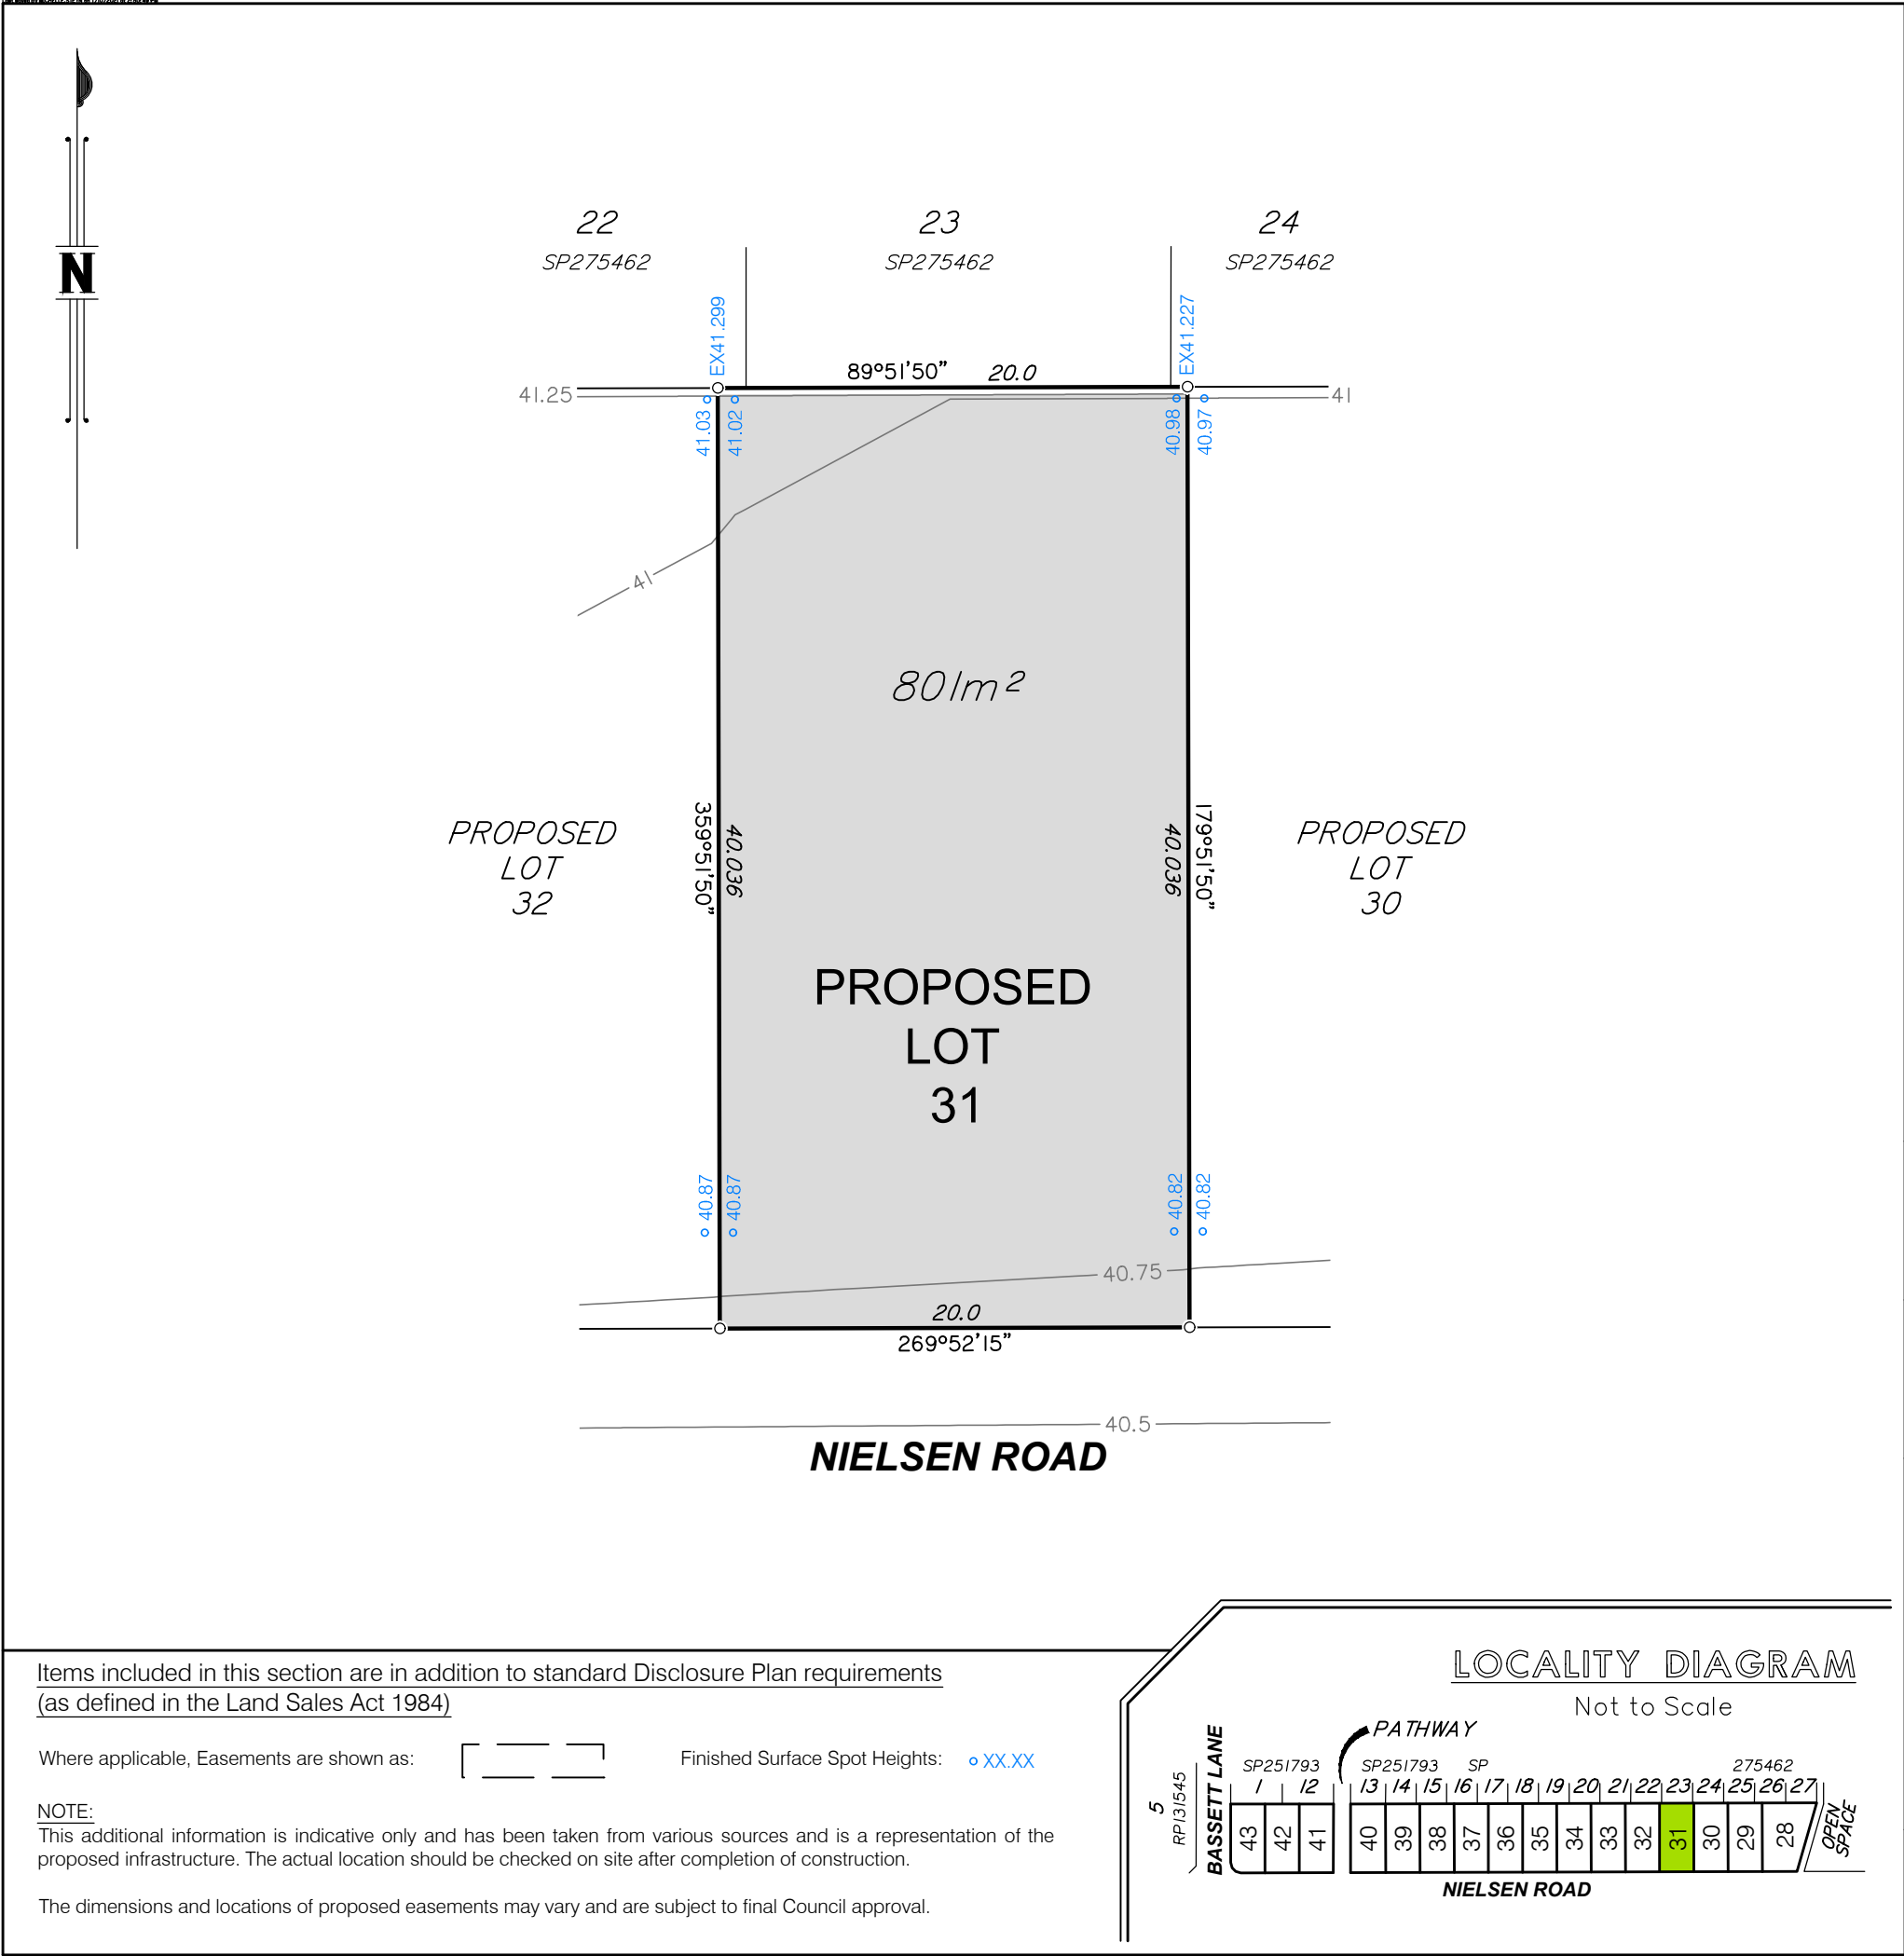 N
22
SP275462
23
SP275462
24
SP275462
EX41.299
EX41.227
89°51'50" 20.0
41.25
41
41.03
41.02
40.98
40.97
41
801m²
PROPOSED
LOT
32
359°51'50"
40.036
40.036
179°51'50"
PROPOSED
LOT
30
PROPOSED
LOT
31
40.87
40.87
40.82
40.82
40.75
20.0
269°52'15"
40.5
NIELSEN ROAD
Items included in this section are in addition to standard Disclosure Plan requirements
(as defined in the Land Sales Act 1984)
Where applicable, Easements are shown as:
Finished Surface Spot Heights: XX.XX
NOTE:
This additional information is indicative only and has been taken from various sources and is a representation of the
proposed infrastructure. The actual location should be checked on site after completion of construction.
The dimensions and locations of proposed easements may vary and are subject to final Council approval.
LOCALITY DIAGRAM
Not to Scale
PATHWAY
SP251793 SP251793 SP 275462
1 12 13 14 15 16 17 18 19 20 21 22 23 24 25 26 27
5
RP131545
BASSETT LANE
43 42 41 40 39 38 37 36 35 34 33 32 31 30 29 28
OPEN
SPACE
NIELSEN ROAD